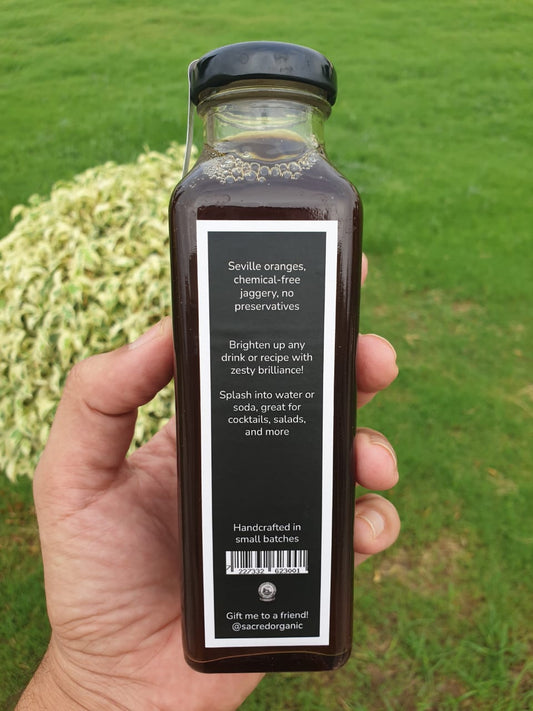 Seville oranges,
chemical-free
jaggery, no
preservatives
Brighten up any
drink or recipe with
zesty brilliance!
Splash into water or
soda, great for
cocktails, salads,
and more
Handcrafted in
small batches
Gift me to a friend!
@sacredorganic